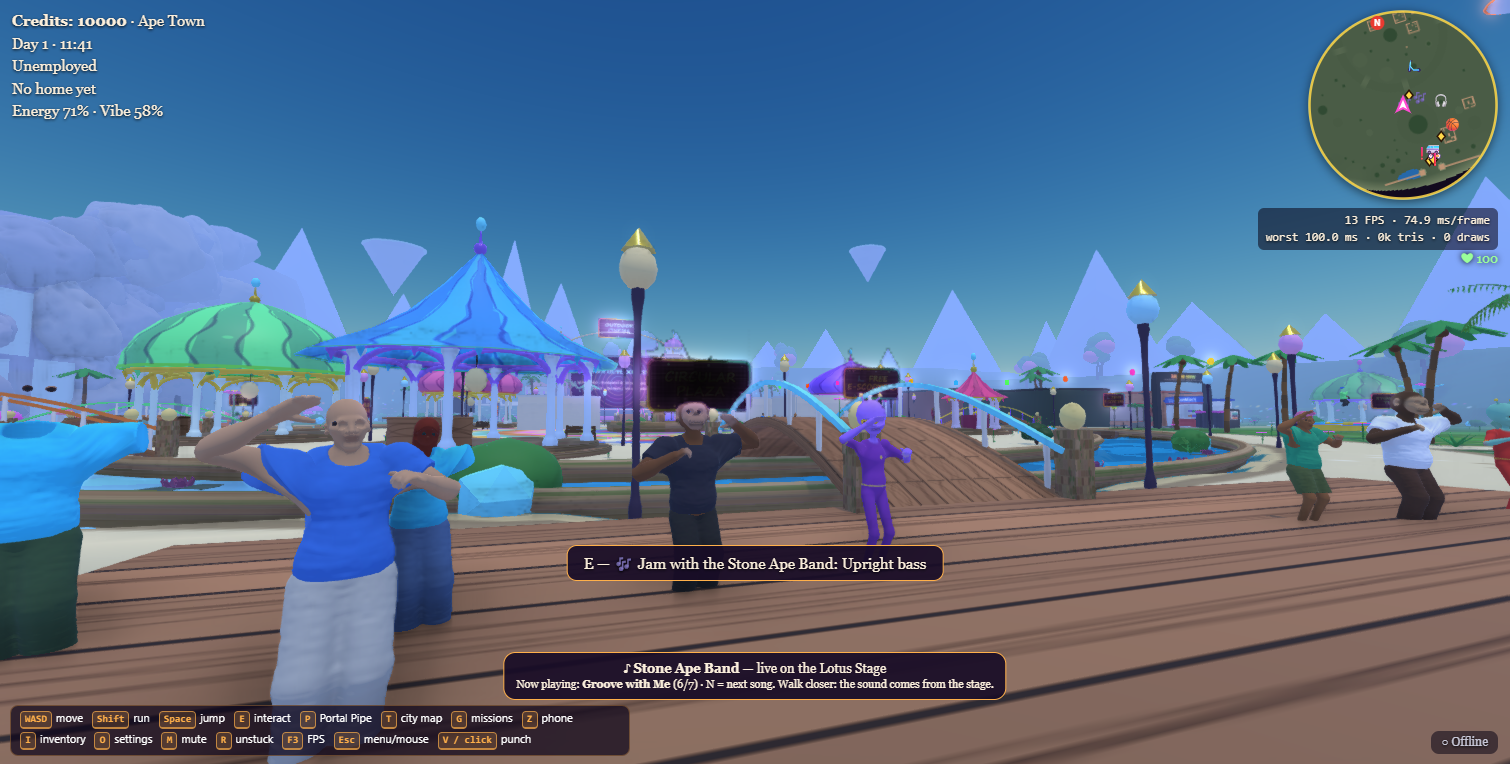 Credits: 10000 · Ape Town
Day 1 · 11:41
Unemployed
No home yet
Energy 71% · Vibe 58%
N
13 FPS · 74.9 ms/frame
worst 100.0 ms · 0k tris · 0 draws
100
OUTDOOR
FREE
E — Jam with the Stone Ape Band: Upright bass
♪ Stone Ape Band — live on the Lotus Stage
Now playing: Groove with Me (6/7) · N = next song. Walk closer: the sound comes from the stage.
WASD move Shift run Space jump E interact P Portal Pipe T city map G missions Z phone
I inventory O settings M mute R unstuck F3 FPS Esc menu/mouse V / click punch
○ Offline